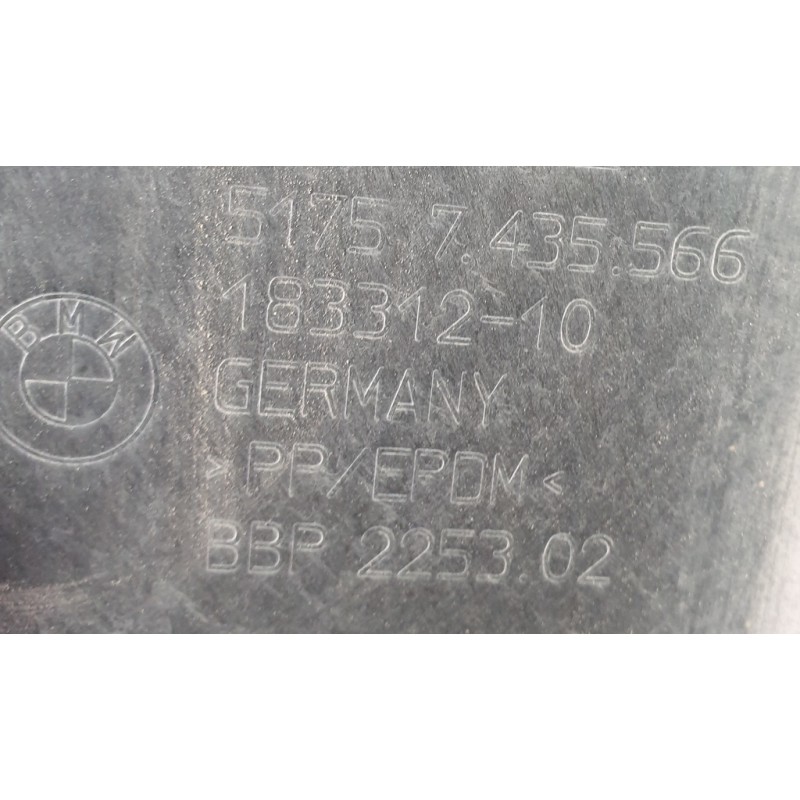 5175 7.435.566
183312-10
BMW
GERMANY
>PP/EPDM<
BBP 2253.02